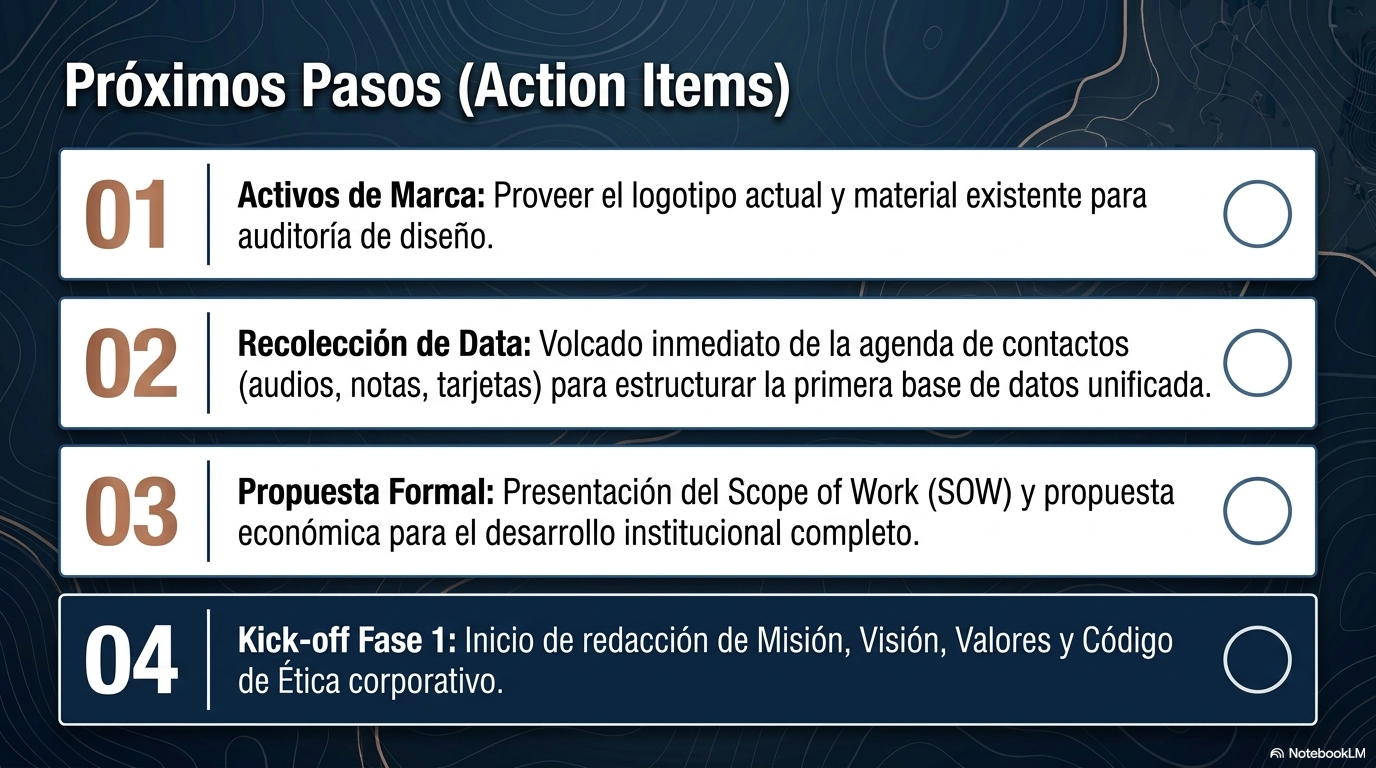 Próximos Pasos (Action Items)
01
Activos de Marca: Proveer el logotipo actual y material existente para
auditoría de diseño.
02
Recolección de Data: Volcado inmediato de la agenda de contactos
(audios, notas, tarjetas) para estructurar la primera base de datos unificada.
03
Propuesta Formal: Presentación del Scope of Work (SOW) y propuesta
económica para el desarrollo institucional completo.
04
Kick-off Fase 1: Inicio de redacción de Misión, Visión, Valores y Código
de Ética corporativo.
NotebookLM